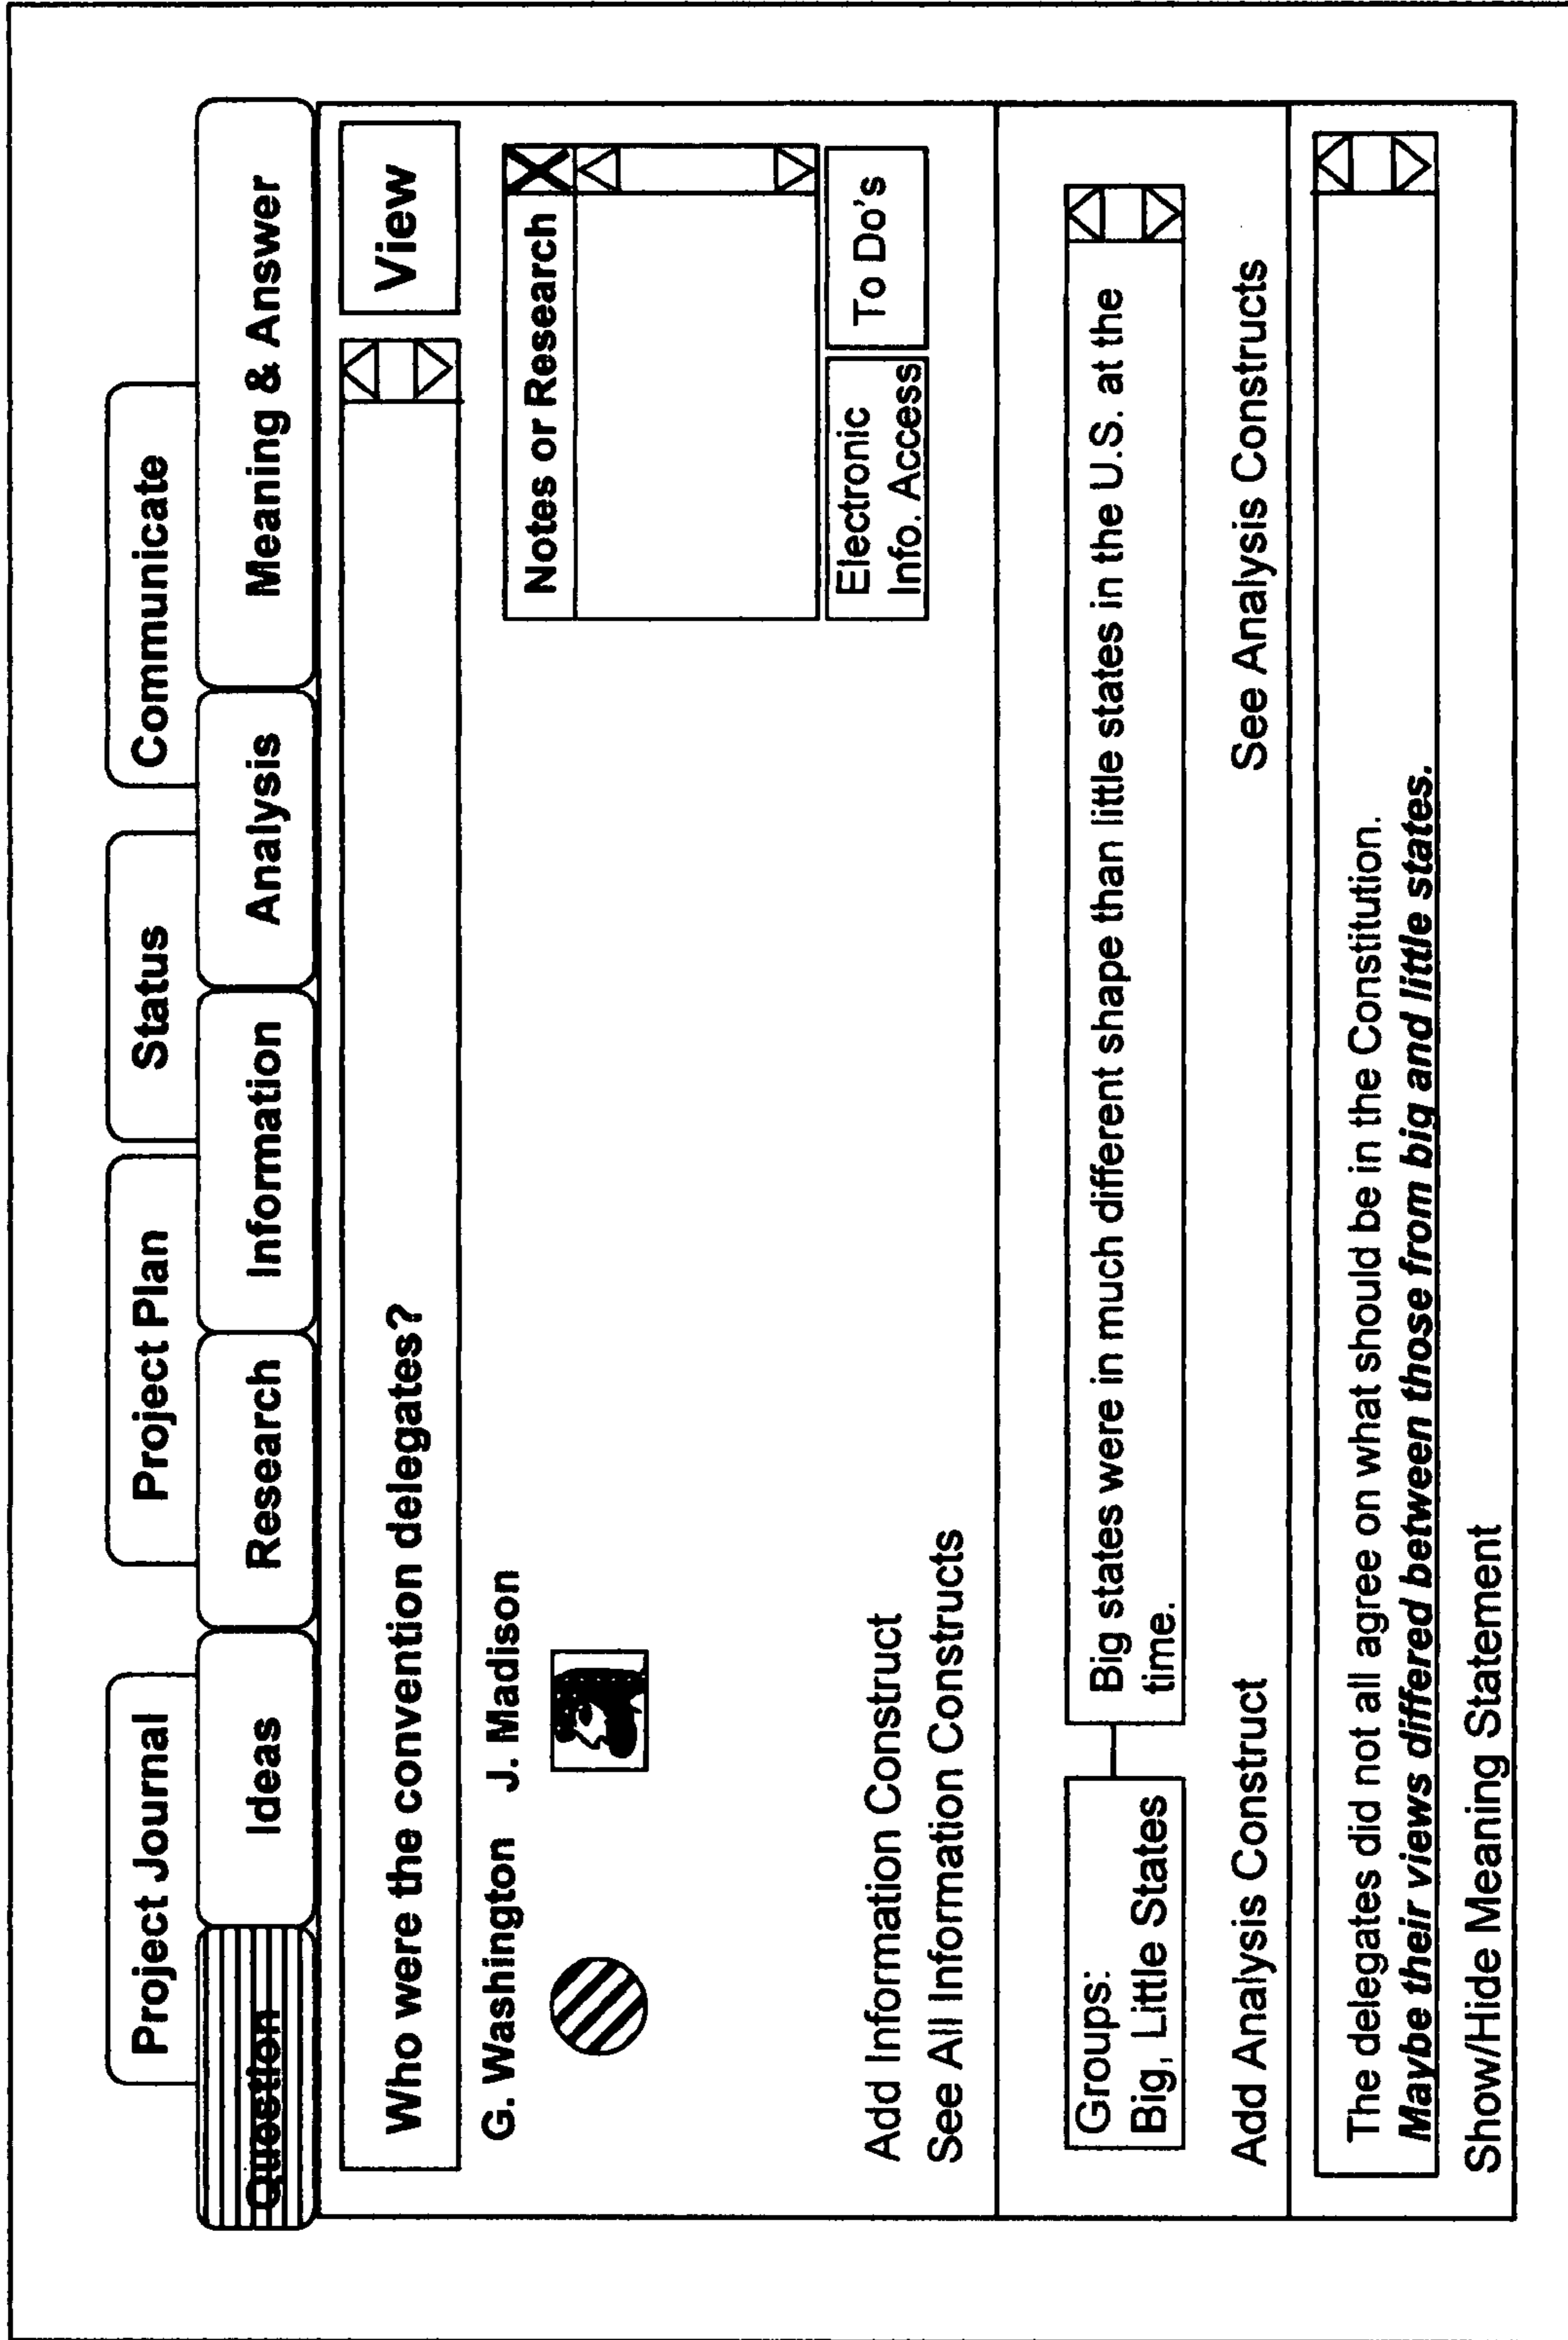 Project Journal
Project Plan
Status
Communicate
Question
Ideas
Research
Information
Analysis
Meaning & Answer
Who were the convention delegates?
View
G. Washington
J. Madison
Notes or Research
Electronic
Info. Access
To Do's
Add Information Construct
See All Information Constructs
Groups:
Big, Little States
Big states were in much different shape than little states in the U.S. at the
time.
Add Analysis Construct
See Analysis Constructs
The delegates did not all agree on what should be in the Constitution.
Maybe their views differed between those from big and little states.
Show/Hide Meaning Statement